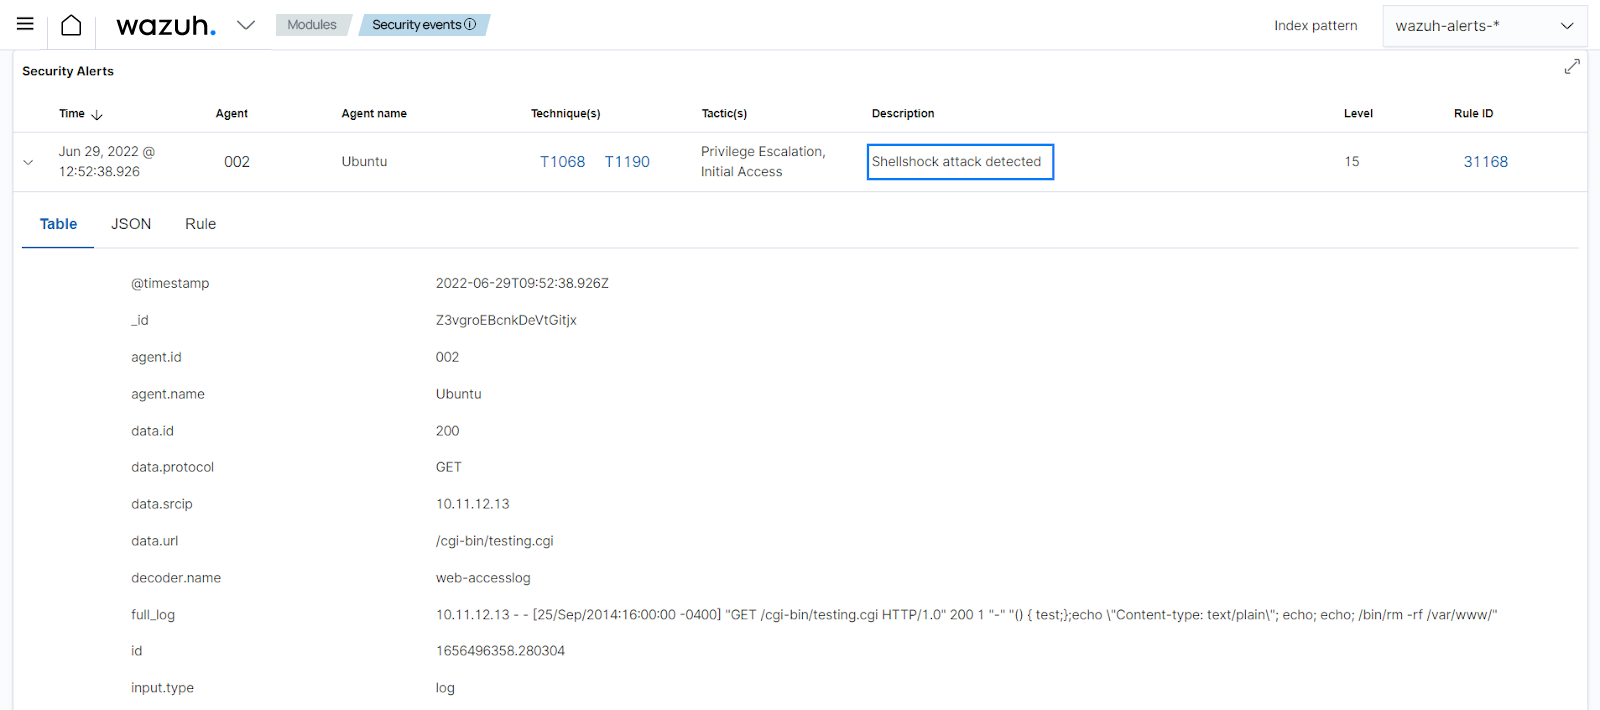 wazuh. Modules Security events Index pattern wazuh-alerts-*
Security Alerts
Time Agent Agent name Technique(s) Tactic(s) Description Level Rule ID
Jun 29, 2022 @ 12:52:38.926 002 Ubuntu T1068 T1190 Privilege Escalation, Initial Access Shellshock attack detected 15 31168
Table JSON Rule
@timestamp 2022-06-29T09:52:38.926Z
_id Z3vgroEBcnkDeVtGitjx
agent.id 002
agent.name Ubuntu
data.id 200
data.protocol GET
data.srcip 10.11.12.13
data.url /cgi-bin/testing.cgi
decoder.name web-accesslog
full_log 10.11.12.13 - - [25/Sep/2014:16:00:00 -0400] "GET /cgi-bin/testing.cgi HTTP/1.0" 200 1 "-" "() { test;};echo \"Content-type: text/plain\"; echo; echo; /bin/rm -rf /var/www/"
id 1656496358.280304
input.type log